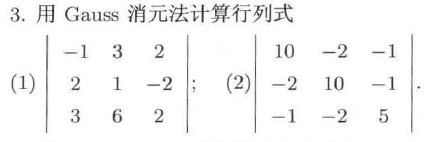 3. 用 Gauss 消元法计算行列式
(1) | -1 3 2 |
| 2 1 -2 |
| 3 6 2 | ;
(2) | 10 -2 -1 |
| -2 10 -1 |
| -1 -2 5 | .